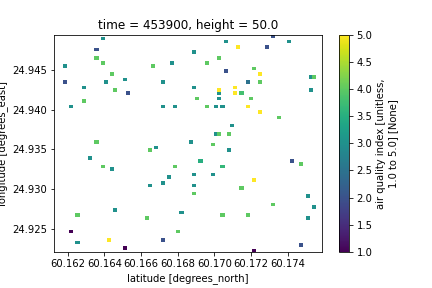 time = 453900, height = 50.0
24.945
24.940
24.935
24.930
24.925
longitude [degrees_east]
60.162 60.164 60.166 60.168 60.170 60.172 60.174
latitude [degrees_north]
5.0
4.5
4.0
3.5
3.0
2.5
2.0
1.5
1.0
air quality index [unitless,
1.0 to 5.0] [None]